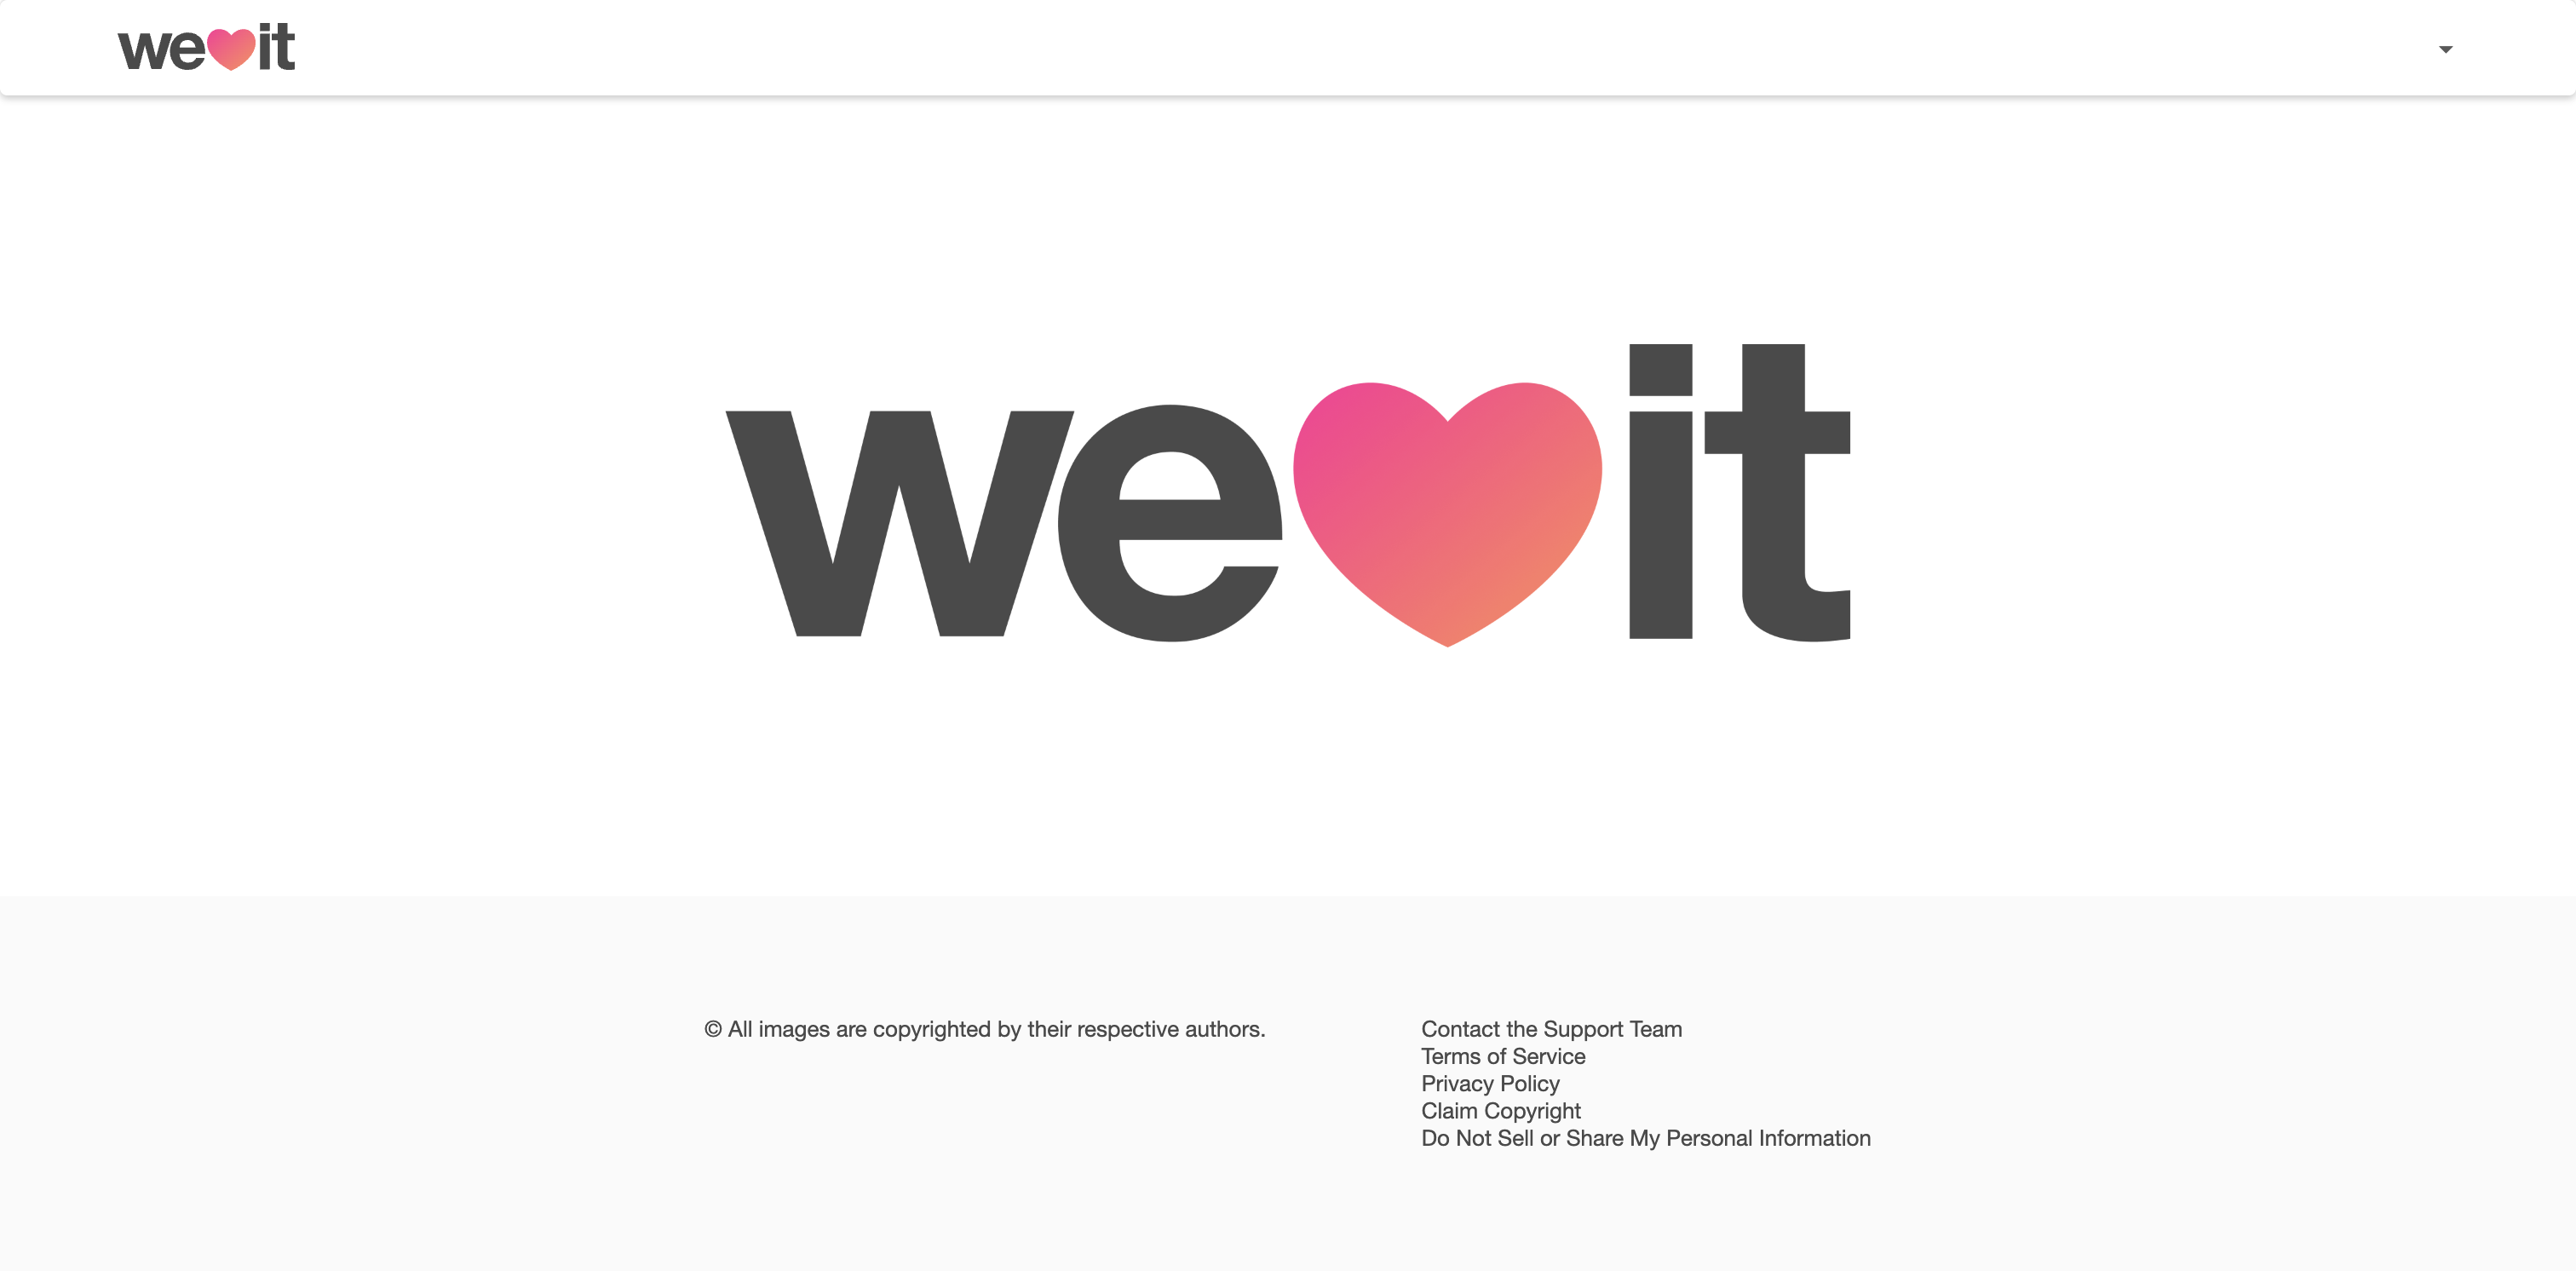 we❤it
we❤it
© All images are copyrighted by their respective authors.
Contact the Support Team
Terms of Service
Privacy Policy
Claim Copyright
Do Not Sell or Share My Personal Information